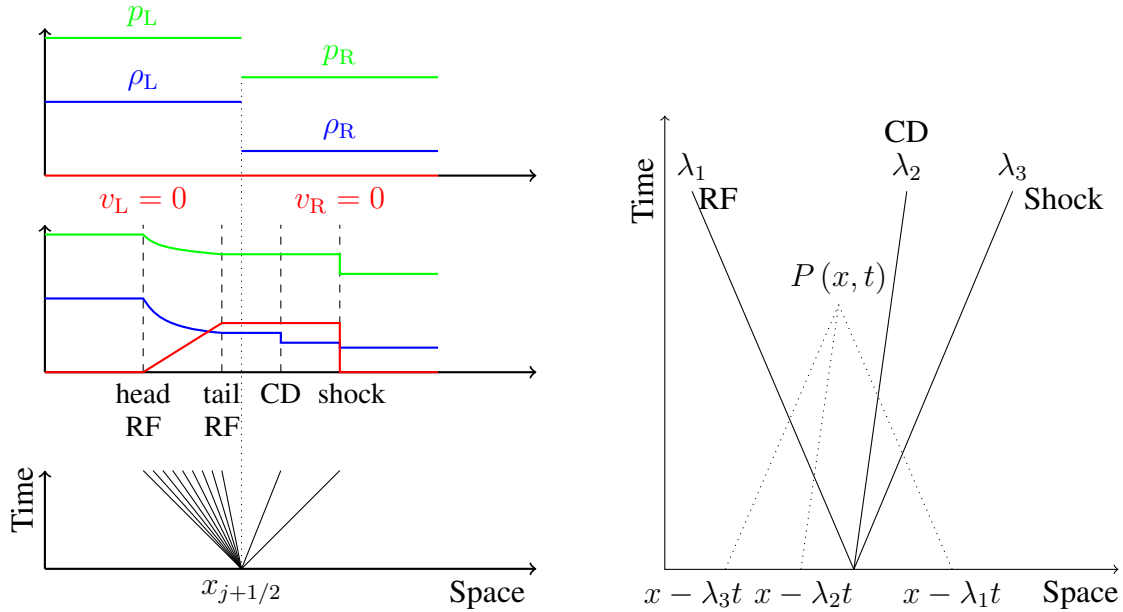 p_L
p_R
ρ_L
ρ_R
v_L = 0
v_R = 0
head
RF
tail
RF
CD
shock
Time
x_{j+1/2}
Space
Time
λ_1
RF
CD
λ_2
λ_3
Shock
P (x, t)
x − λ_3t
x − λ_2t
x − λ_1t
Space